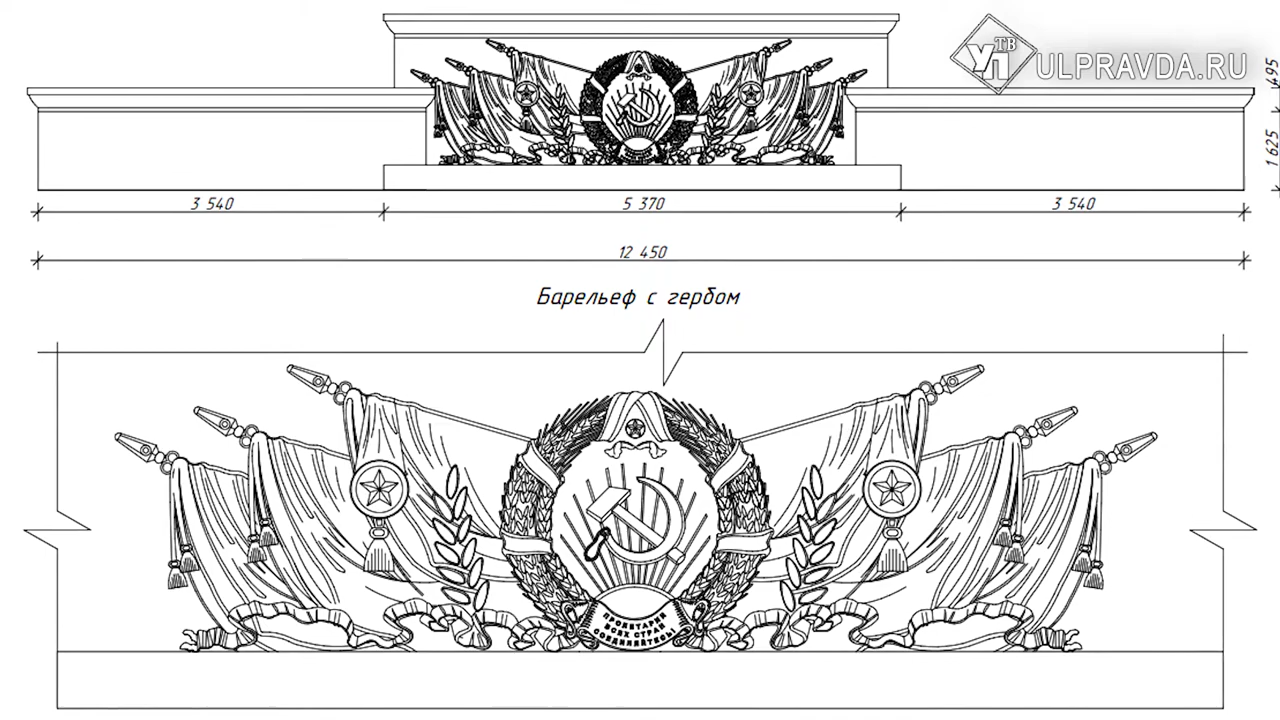 УП ТВ
ULPRAVDA.RU
495
1 625
3 540
5 370
3 540
12 450
Барельеф с гербом
ПРОЛЕТАРИИ
ВСЕХ СТРАН
СОЕДИНЯЙТЕСЬ!